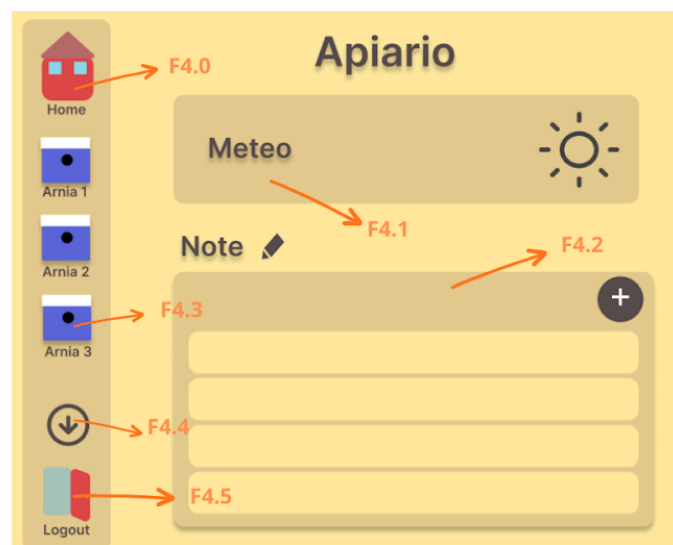 Apiario
F4.0
Home
Meteo
Arnia 1
F4.1
Note
F4.2
Arnia 2
+
F4.3
Arnia 3
F4.4
F4.5
Logout